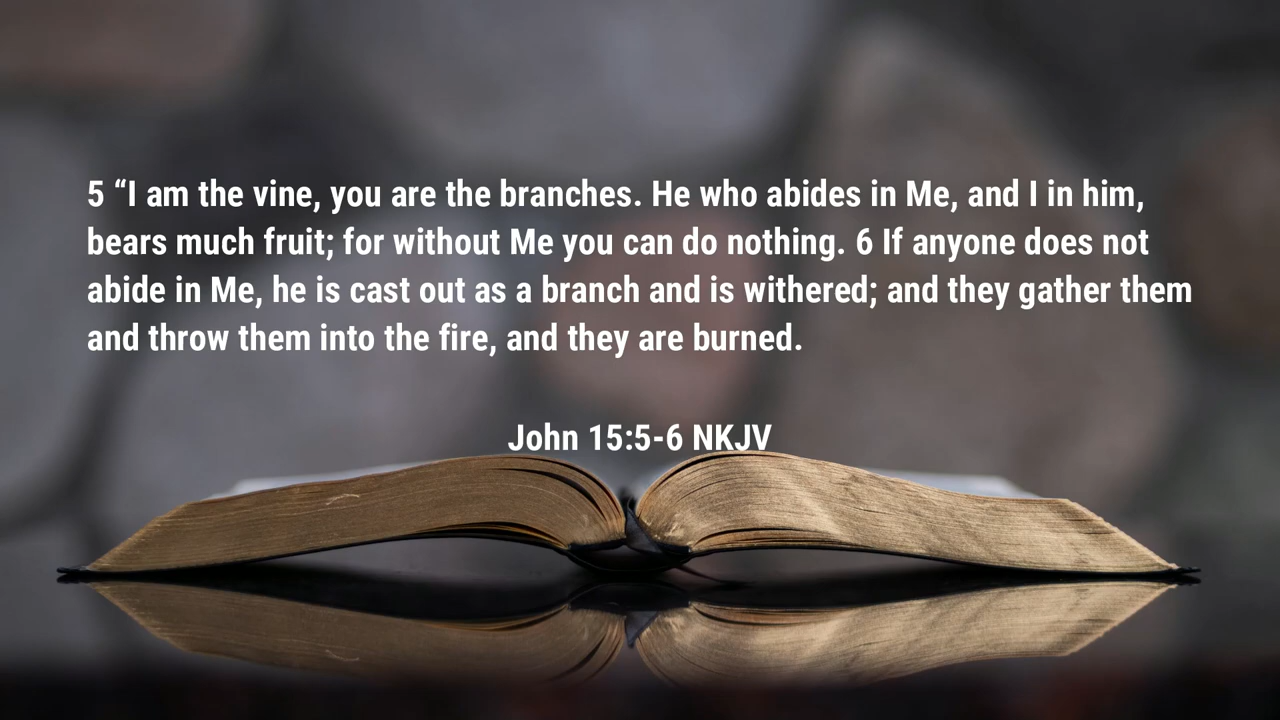 5 “I am the vine, you are the branches. He who abides in Me, and I in him,
bears much fruit; for without Me you can do nothing. 6 If anyone does not
abide in Me, he is cast out as a branch and is withered; and they gather them
and throw them into the fire, and they are burned.
John 15:5-6 NKJV